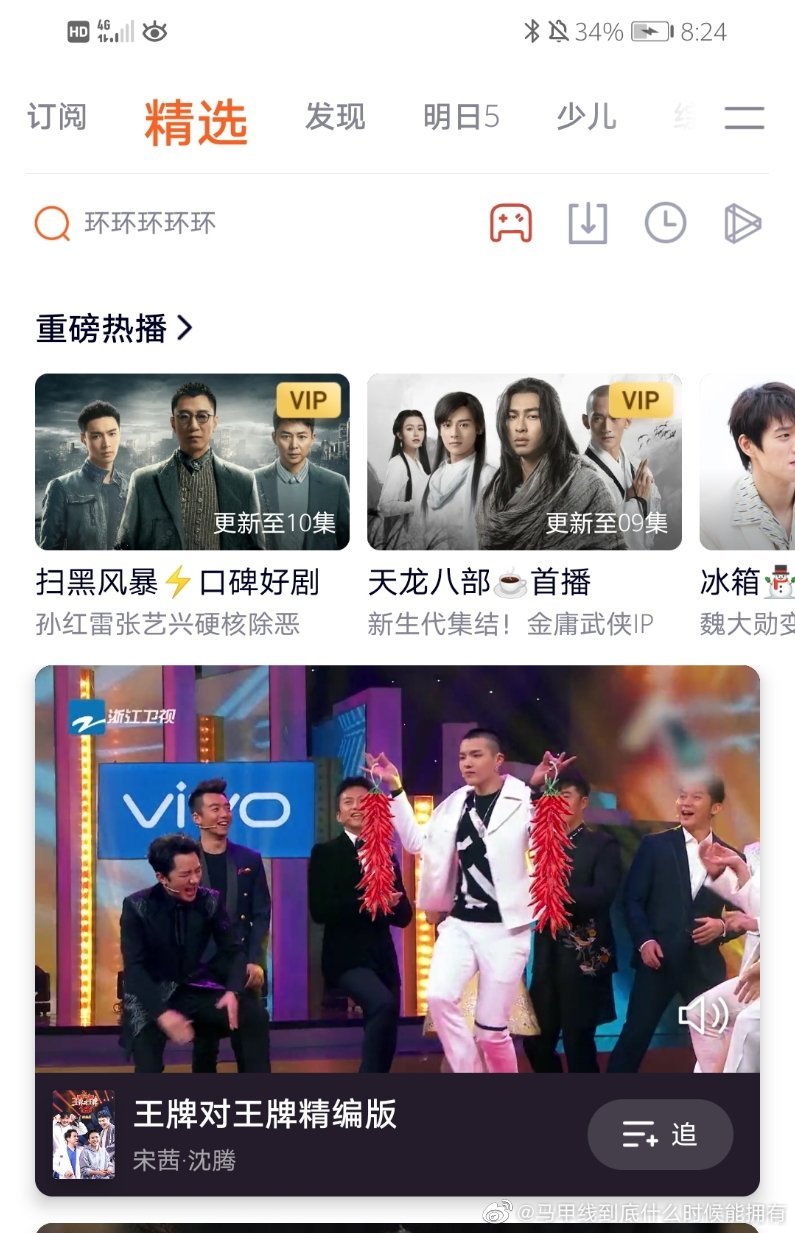 HD 4G 34% 8:24
订阅 精选 发现 明日5 少儿 综
环环环环环
重磅热播
VIP
更新至10集
VIP
更新至09集
扫黑风暴⚡口碑好剧
孙红雷张艺兴硬核除恶
天龙八部☕首播
新生代集结！金庸武侠IP
冰箱⛄
魏大勋变
浙江卫视
vivo
王牌对王牌精编版
宋茜·沈腾
追
@马甲线到底什么时候能拥有